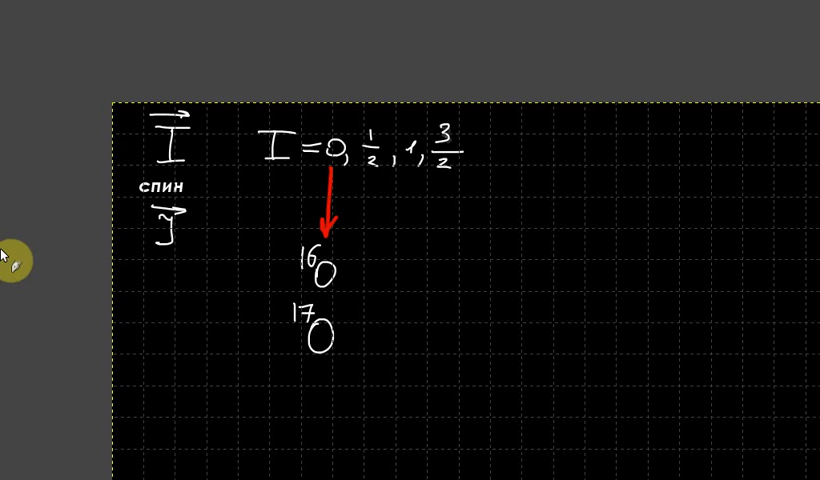 I⃗ I = 0, 1/2, 1, 3/2
спин
J⃗
¹⁶O
¹⁷O